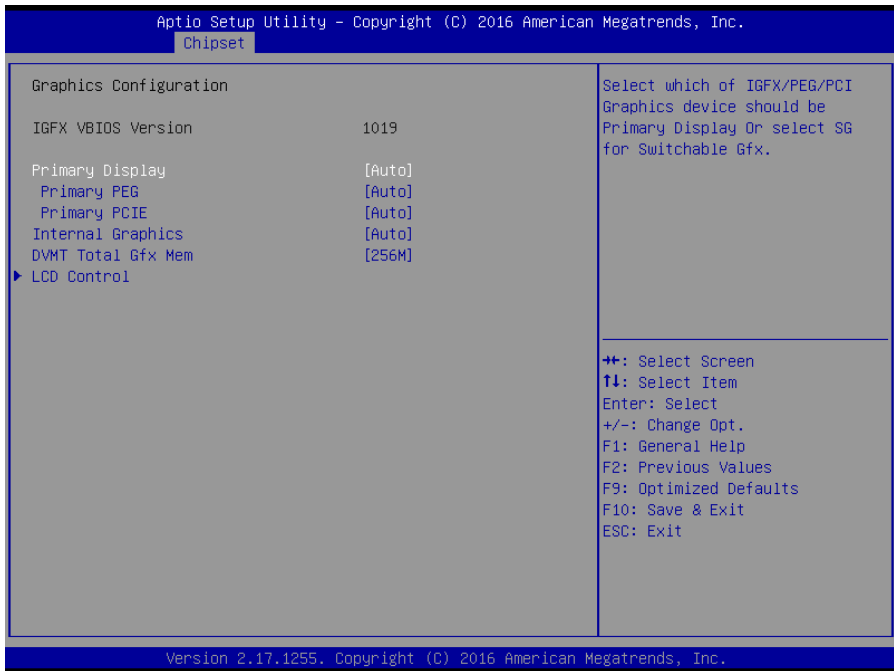 Aptio Setup Utility – Copyright (C) 2016 American Megatrends, Inc.
Chipset
Graphics Configuration
IGFX VBIOS Version 1019
Primary Display [Auto]
Primary PEG [Auto]
Primary PCIE [Auto]
Internal Graphics [Auto]
DVMT Total Gfx Mem [256M]
LCD Control
Select which of IGFX/PEG/PCI
Graphics device should be
Primary Display Or select SG
for Switchable Gfx.
→←: Select Screen
↑↓: Select Item
Enter: Select
+/-: Change Opt.
F1: General Help
F2: Previous Values
F9: Optimized Defaults
F10: Save & Exit
ESC: Exit
Version 2.17.1255. Copyright (C) 2016 American Megatrends, Inc.